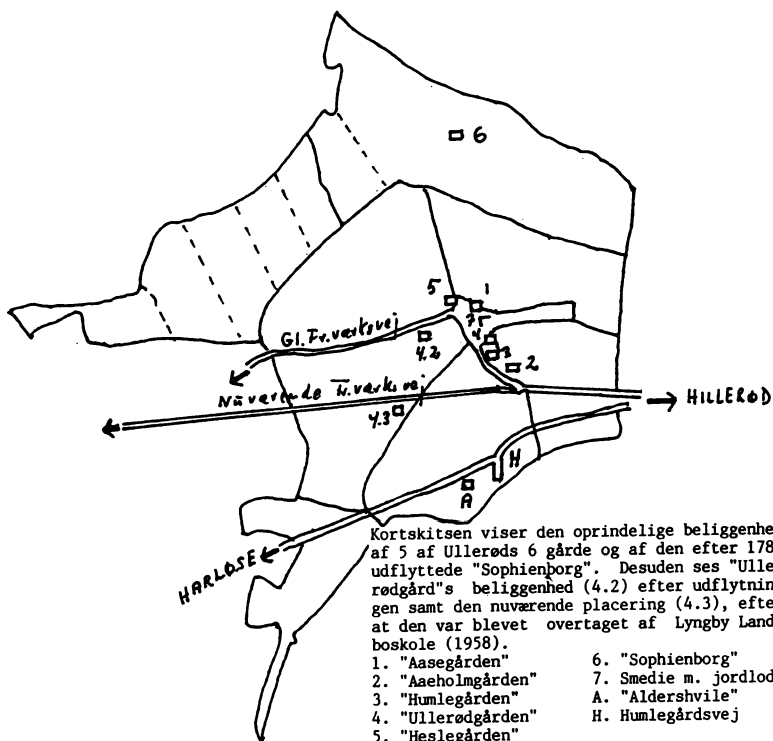 6
5
1
7
4
3
2
Gl. Fr.værksvej
4.2
Nuværende Fr.værksvej
4.3
HILLERØD
H
A
HARLØSE
Kortskitsen viser den oprindelige beliggenhe
af 5 af Ullerøds 6 gårde og af den efter 178
udflyttede "Sophienborg". Desuden ses "Ulle
rødgård"s beliggenhed (4.2) efter udflytnin
gen samt den nuværende placering (4.3), efte
at den var blevet overtaget af Lyngby Land
boskole (1958).
1. "Aasegården"
2. "Aaeholmgården"
3. "Humlegården"
4. "Ullerødgården"
5. "Heslegården"
6. "Sophienborg"
7. Smedie m. jordlod
A. "Aldershvile"
H. Humlegårdsvej